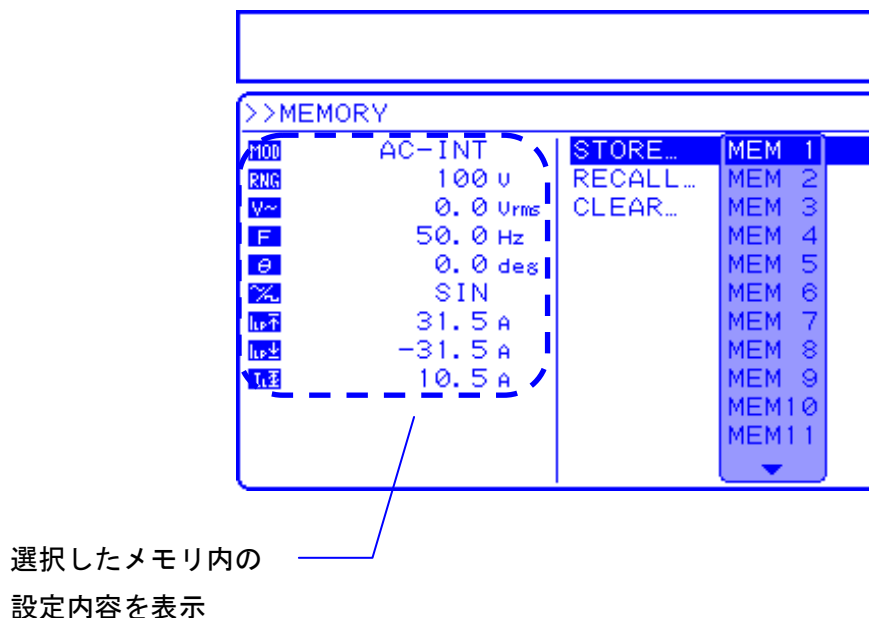 >>MEMORY
MOD AC-INT
RNG 100 V
V~ 0.0 Vrms
F 50.0 Hz
θ 0.0 deg
SIN
31.5 A
-31.5 A
10.5 A
STORE…
RECALL…
CLEAR…
MEM 1
MEM 2
MEM 3
MEM 4
MEM 5
MEM 6
MEM 7
MEM 8
MEM 9
MEM10
MEM11
選択したメモリ内の
設定内容を表示